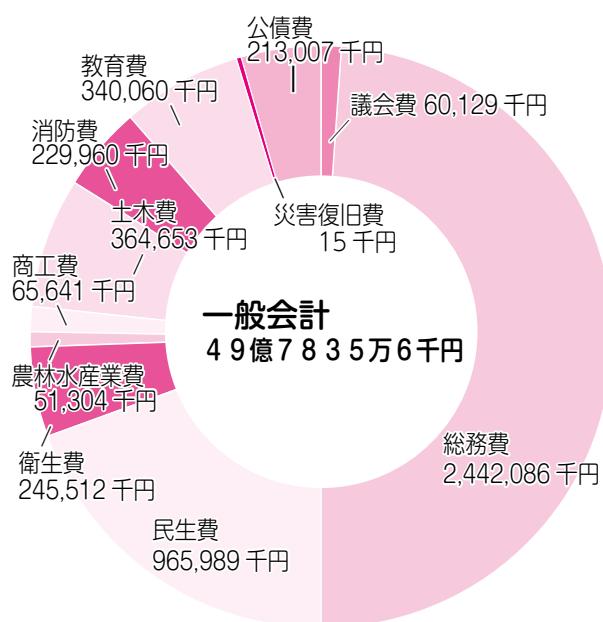 公債費
213,007 千円
教育費
340,060 千円
議会費 60,129 千円
消防費
229,960 千円
土木費
364,653 千円
災害復旧費
15 千円
商工費
65,641 千円
一般会計
４９億７８３５万６千円
農林水産業費
51,304 千円
総務費
2,442,086 千円
衛生費
245,512 千円
民生費
965,989 千円